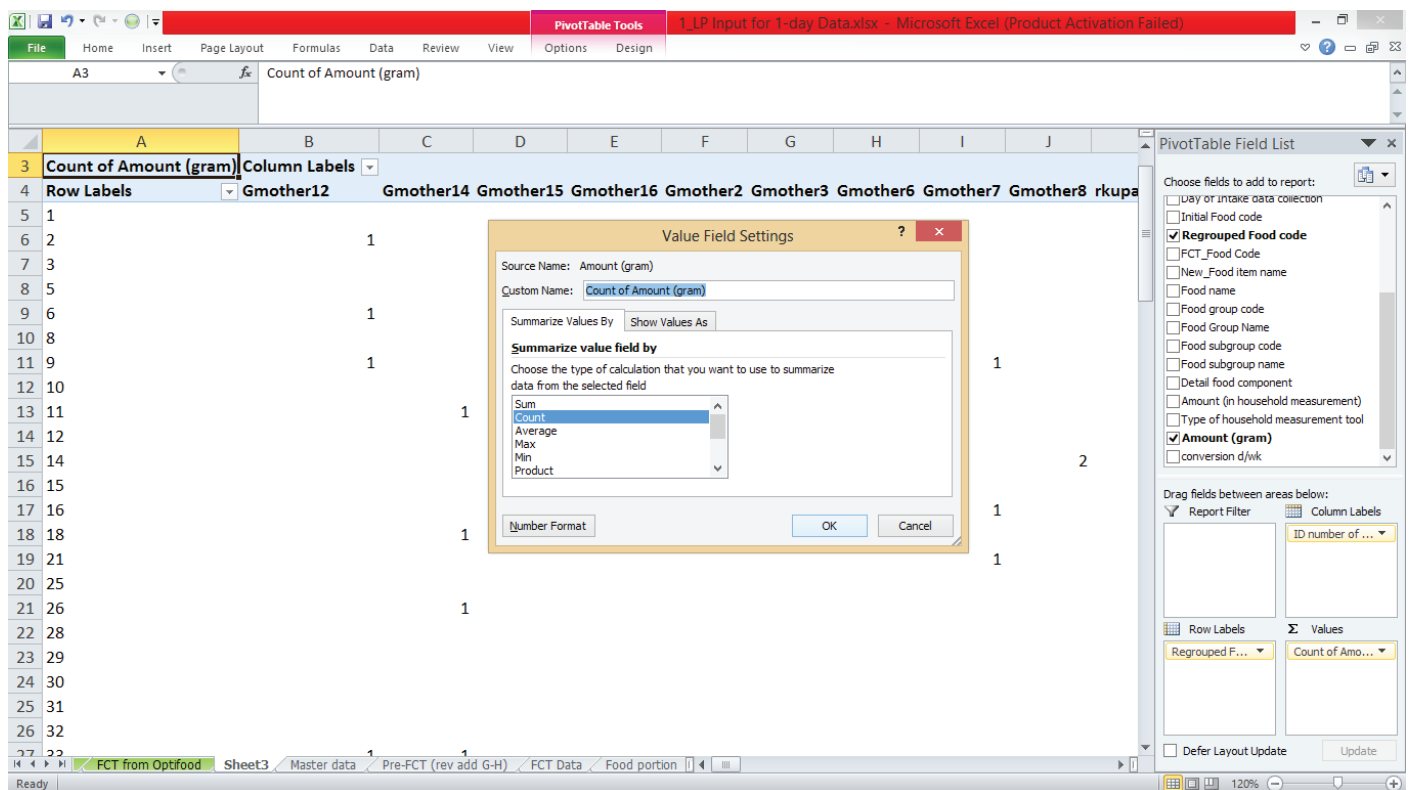 PivotTable Tools 1_LP Input for 1-day Data.xlsx - Microsoft Excel (Product Activation Failed)
File Home Insert Page Layout Formulas Data Review View Options Design
A3 fx Count of Amount (gram)
A B C D E F G H I J
3 Count of Amount (gram) Column Labels
4 Row Labels Gmother12 Gmother14 Gmother15 Gmother16 Gmother2 Gmother3 Gmother6 Gmother7 Gmother8 rkupa
5 1
6 2 1
7 3
8 5
9 6 1
10 8
11 9 1 1
12 10
13 11 1
14 12
15 14 2
16 15
17 16 1
18 18 1
19 21 1
20 25
21 26 1
22 28
23 29
24 30
25 31
26 32
27 33 1 1
Value Field Settings ?
Source Name: Amount (gram)
Custom Name: Count of Amount (gram)
Summarize Values By Show Values As
Summarize value field by
Choose the type of calculation that you want to use to summarize
data from the selected field
Sum
Count
Average
Max
Min
Product
Number Format OK Cancel
PivotTable Field List
Choose fields to add to report:
Day of Intake data collection
Initial Food code
Regrouped Food code
FCT_Food Code
New_Food item name
Food name
Food group code
Food Group Name
Food subgroup code
Food subgroup name
Detail food component
Amount (in household measurement)
Type of household measurement tool
Amount (gram)
conversion d/wk
Drag fields between areas below:
Report Filter Column Labels
ID number of ...
Row Labels Σ Values
Regrouped F... Count of Amo...
Defer Layout Update Update
FCT from Optifood Sheet3 Master data Pre-FCT (rev add G-H) FCT Data Food portion
Ready 120%